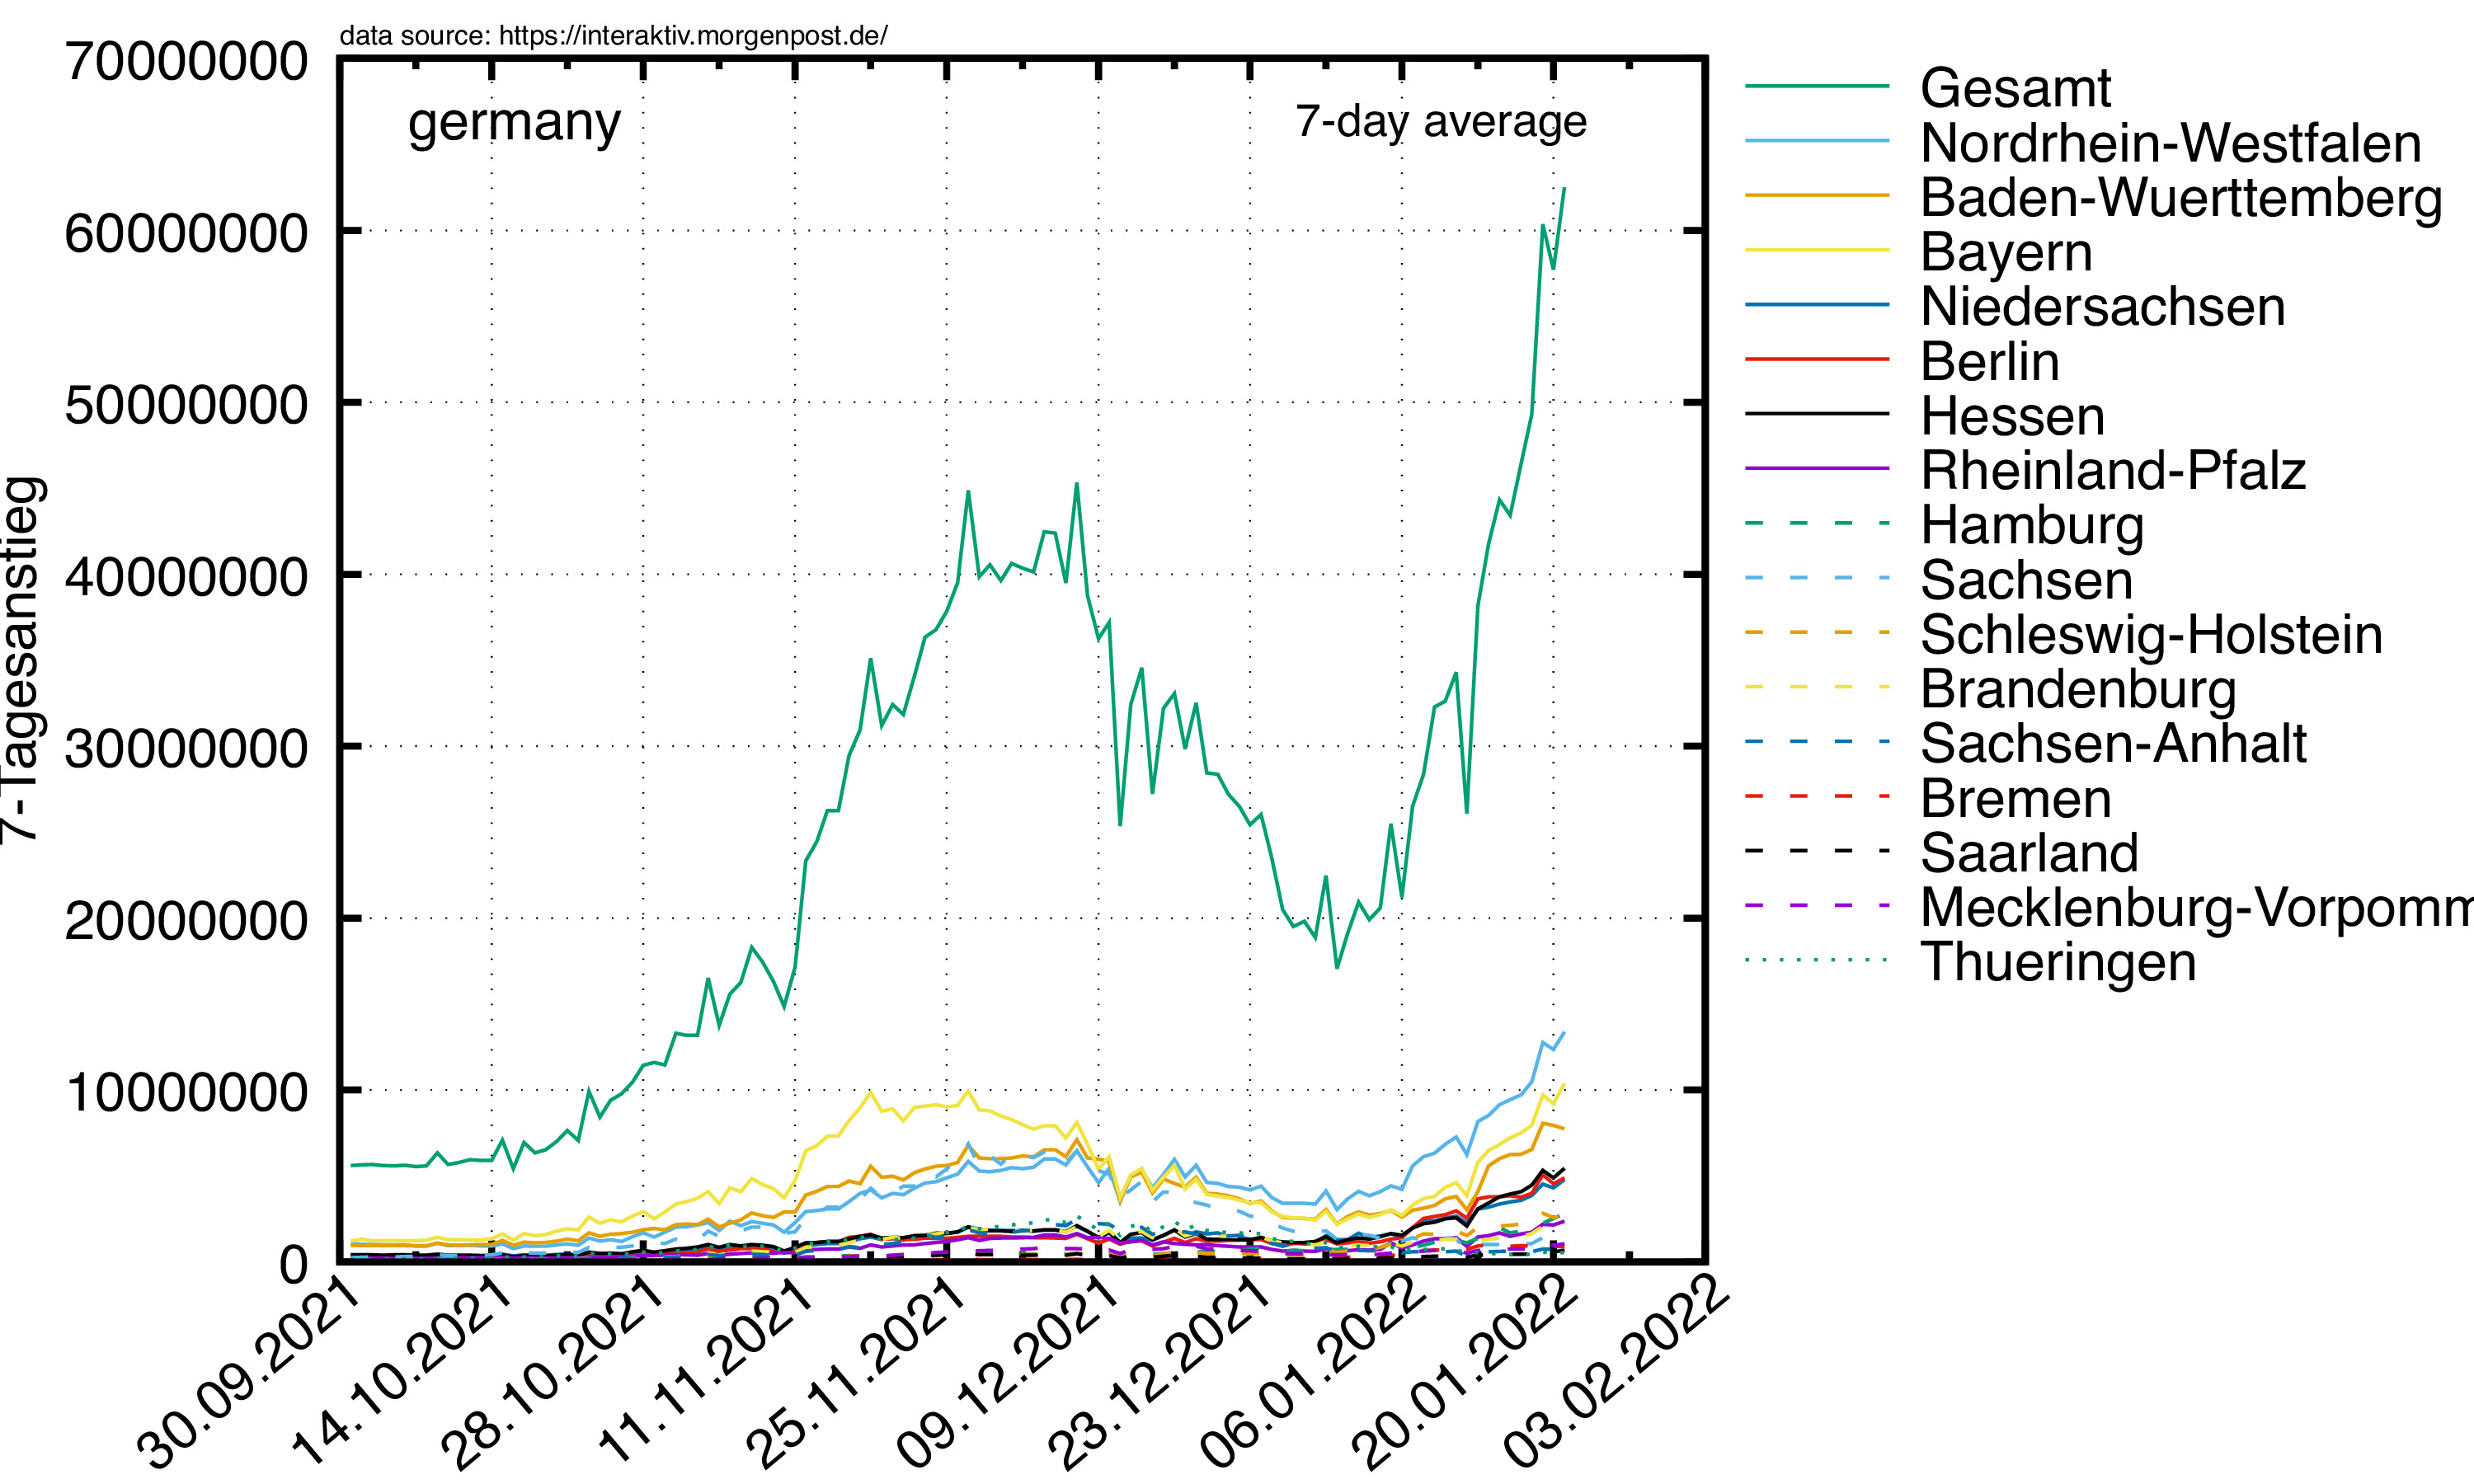 data source: https://interaktiv.morgenpost.de/
germany
7-day average
7-Tagesanstieg
70000000
60000000
50000000
40000000
30000000
20000000
10000000
0
30.09.2021
14.10.2021
28.10.2021
11.11.2021
25.11.2021
09.12.2021
23.12.2021
06.01.2022
20.01.2022
03.02.2022
Gesamt
Nordrhein-Westfalen
Baden-Wuerttemberg
Bayern
Niedersachsen
Berlin
Hessen
Rheinland-Pfalz
Hamburg
Sachsen
Schleswig-Holstein
Brandenburg
Sachsen-Anhalt
Bremen
Saarland
Mecklenburg-Vorpomm
Thueringen